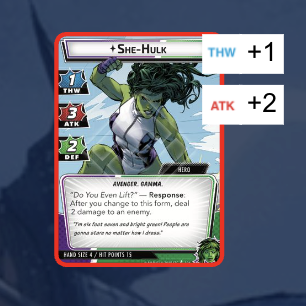 SHE-HULK
THW +1
1
THW
3
ATK
ATK +2
2
DEF
HERO
AVENGER. GAMMA.
"Do You Even Lift?" — Response:
After you change to this form, deal
2 damage to an enemy.
"I'm six foot seven and bright green! People are
gonna stare no matter how I dress."
HAND SIZE 4 / HIT POINTS 15